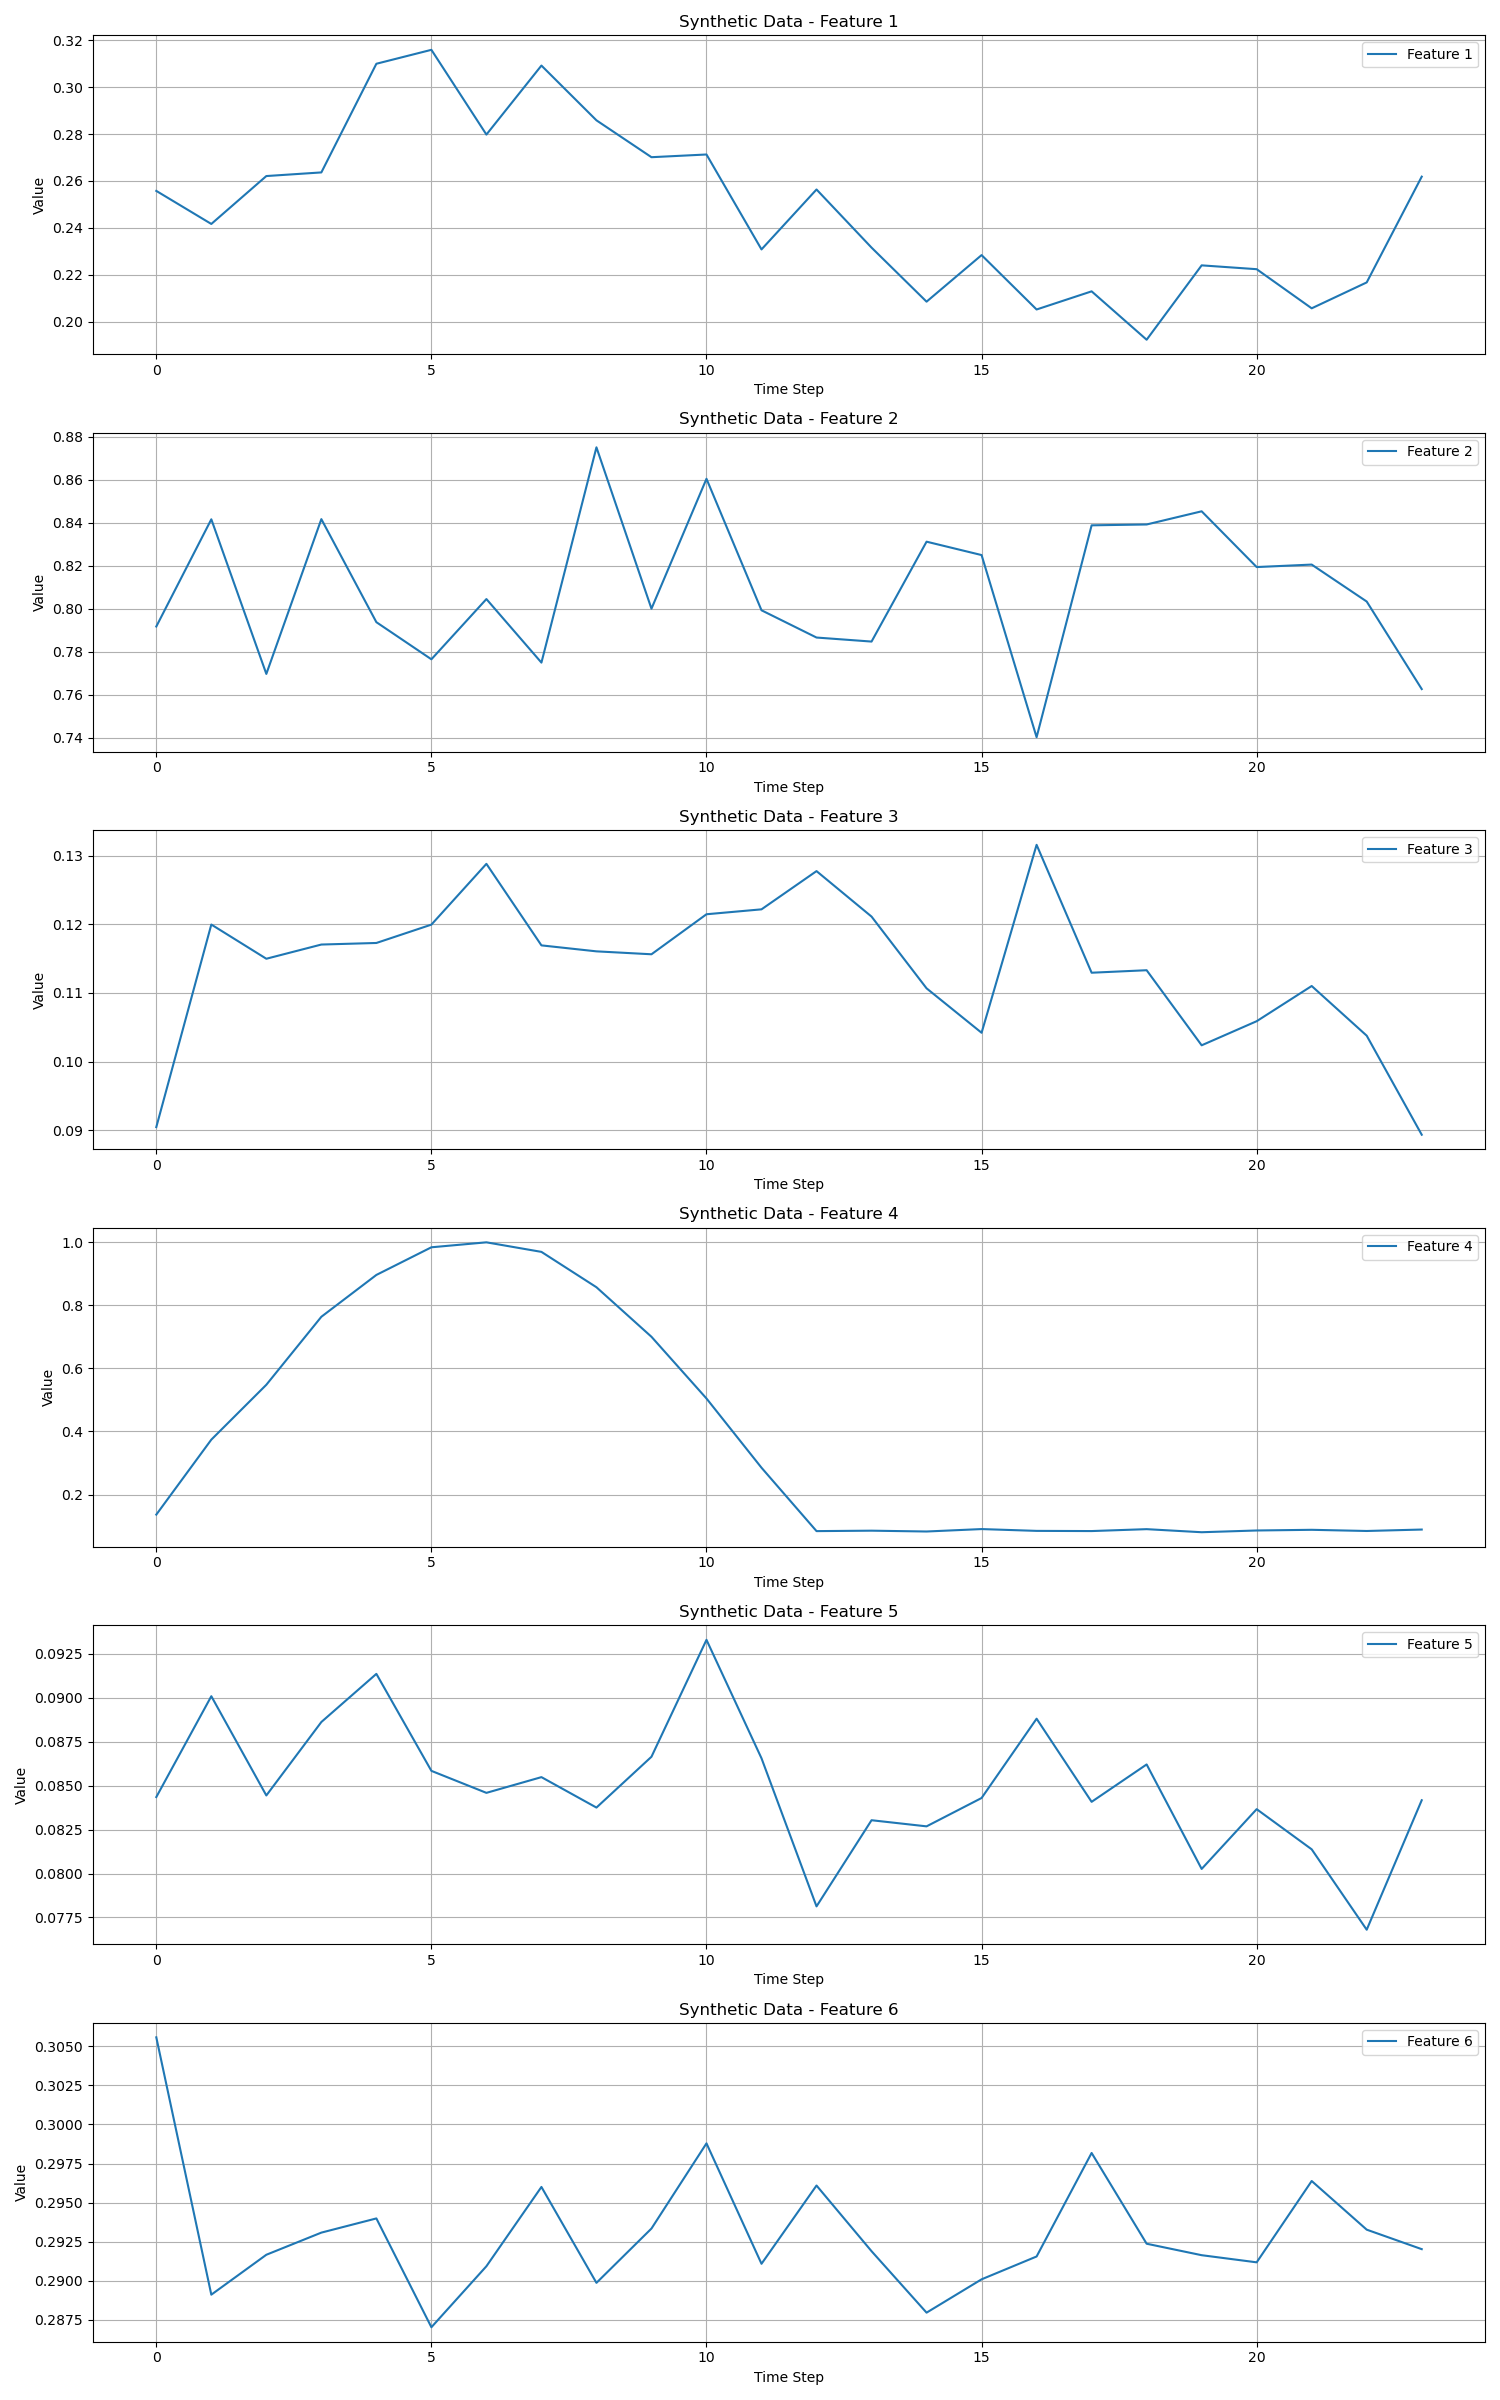 Synthetic Data - Feature 1
Feature 1
Value
0.32
0.30
0.28
0.26
0.24
0.22
0.20
0 5 10 15 20
Time Step
Synthetic Data - Feature 2
Feature 2
Value
0.88
0.86
0.84
0.82
0.80
0.78
0.76
0.74
0 5 10 15 20
Time Step
Synthetic Data - Feature 3
Feature 3
Value
0.13
0.12
0.11
0.10
0.09
0 5 10 15 20
Time Step
Synthetic Data - Feature 4
Feature 4
Value
1.0
0.8
0.6
0.4
0.2
0 5 10 15 20
Time Step
Synthetic Data - Feature 5
Feature 5
Value
0.0925
0.0900
0.0875
0.0850
0.0825
0.0800
0.0775
0 5 10 15 20
Time Step
Synthetic Data - Feature 6
Feature 6
Value
0.3050
0.3025
0.3000
0.2975
0.2950
0.2925
0.2900
0.2875
0 5 10 15 20
Time Step